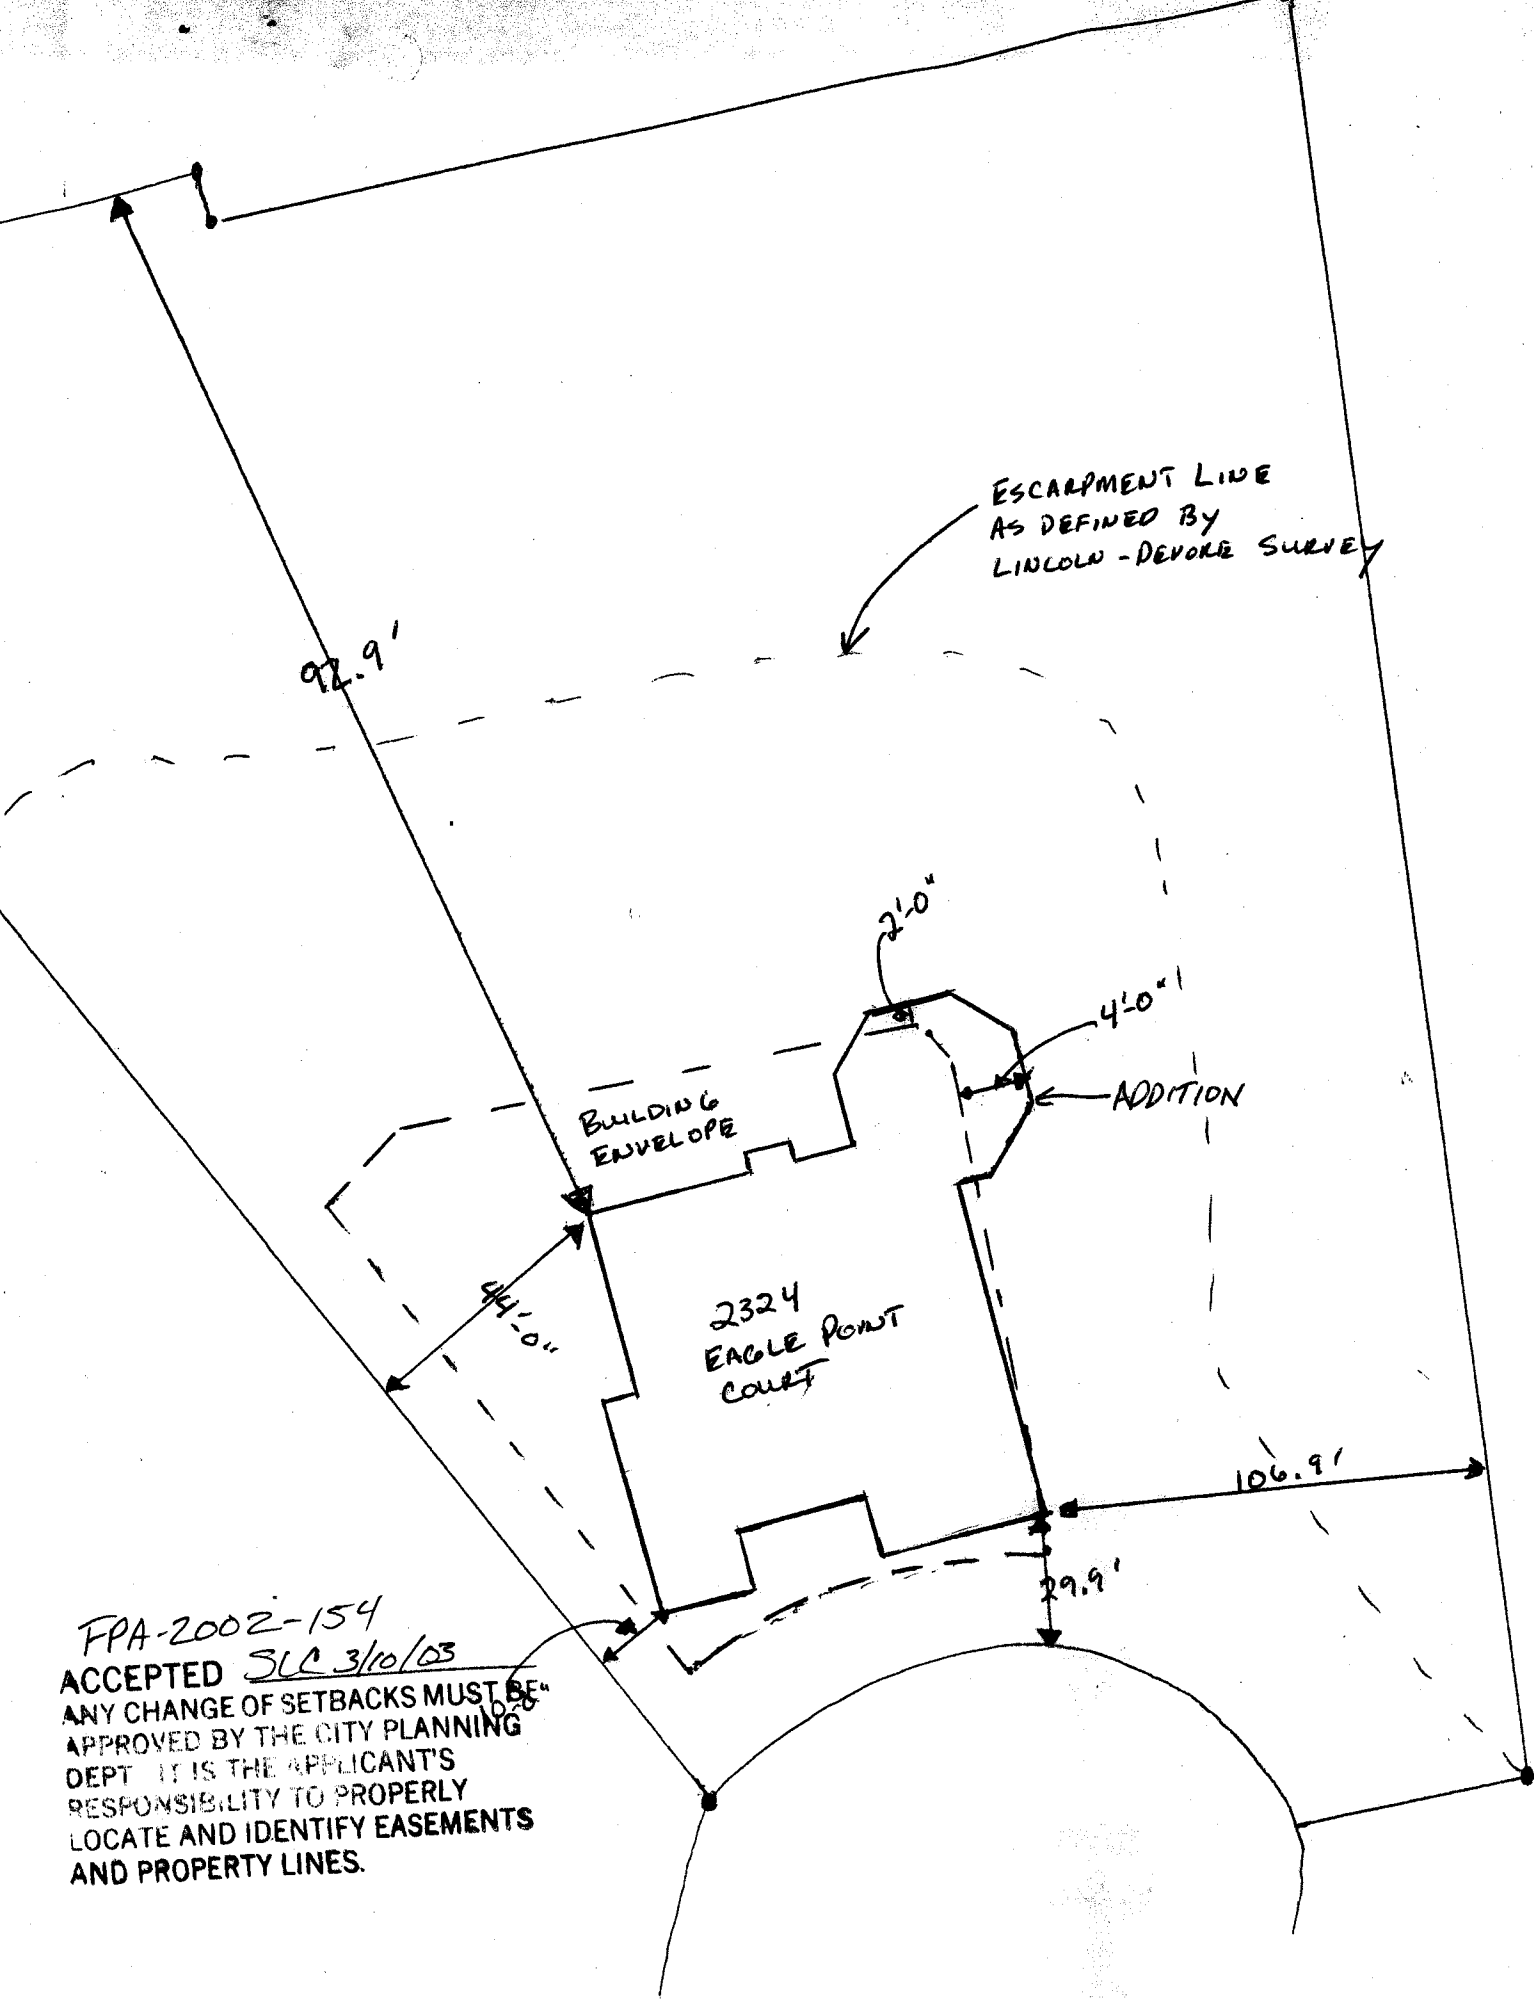 ESCARPMENT LINE
AS DEFINED BY
LINCOLN - DEVORE SURVEY
92.9'
2'-0"
4'-0"
ADDITION
BUILDING
ENVELOPE
44'-0"
2324
EAGLE POINT
COURT
106.9'
29.9'
10'-0"
FPA-2002-154
ACCEPTED SLC 3/10/03
ANY CHANGE OF SETBACKS MUST BE
APPROVED BY THE CITY PLANNING
DEPT IT IS THE APPLICANT'S
RESPONSIBILITY TO PROPERLY
LOCATE AND IDENTIFY EASEMENTS
AND PROPERTY LINES.